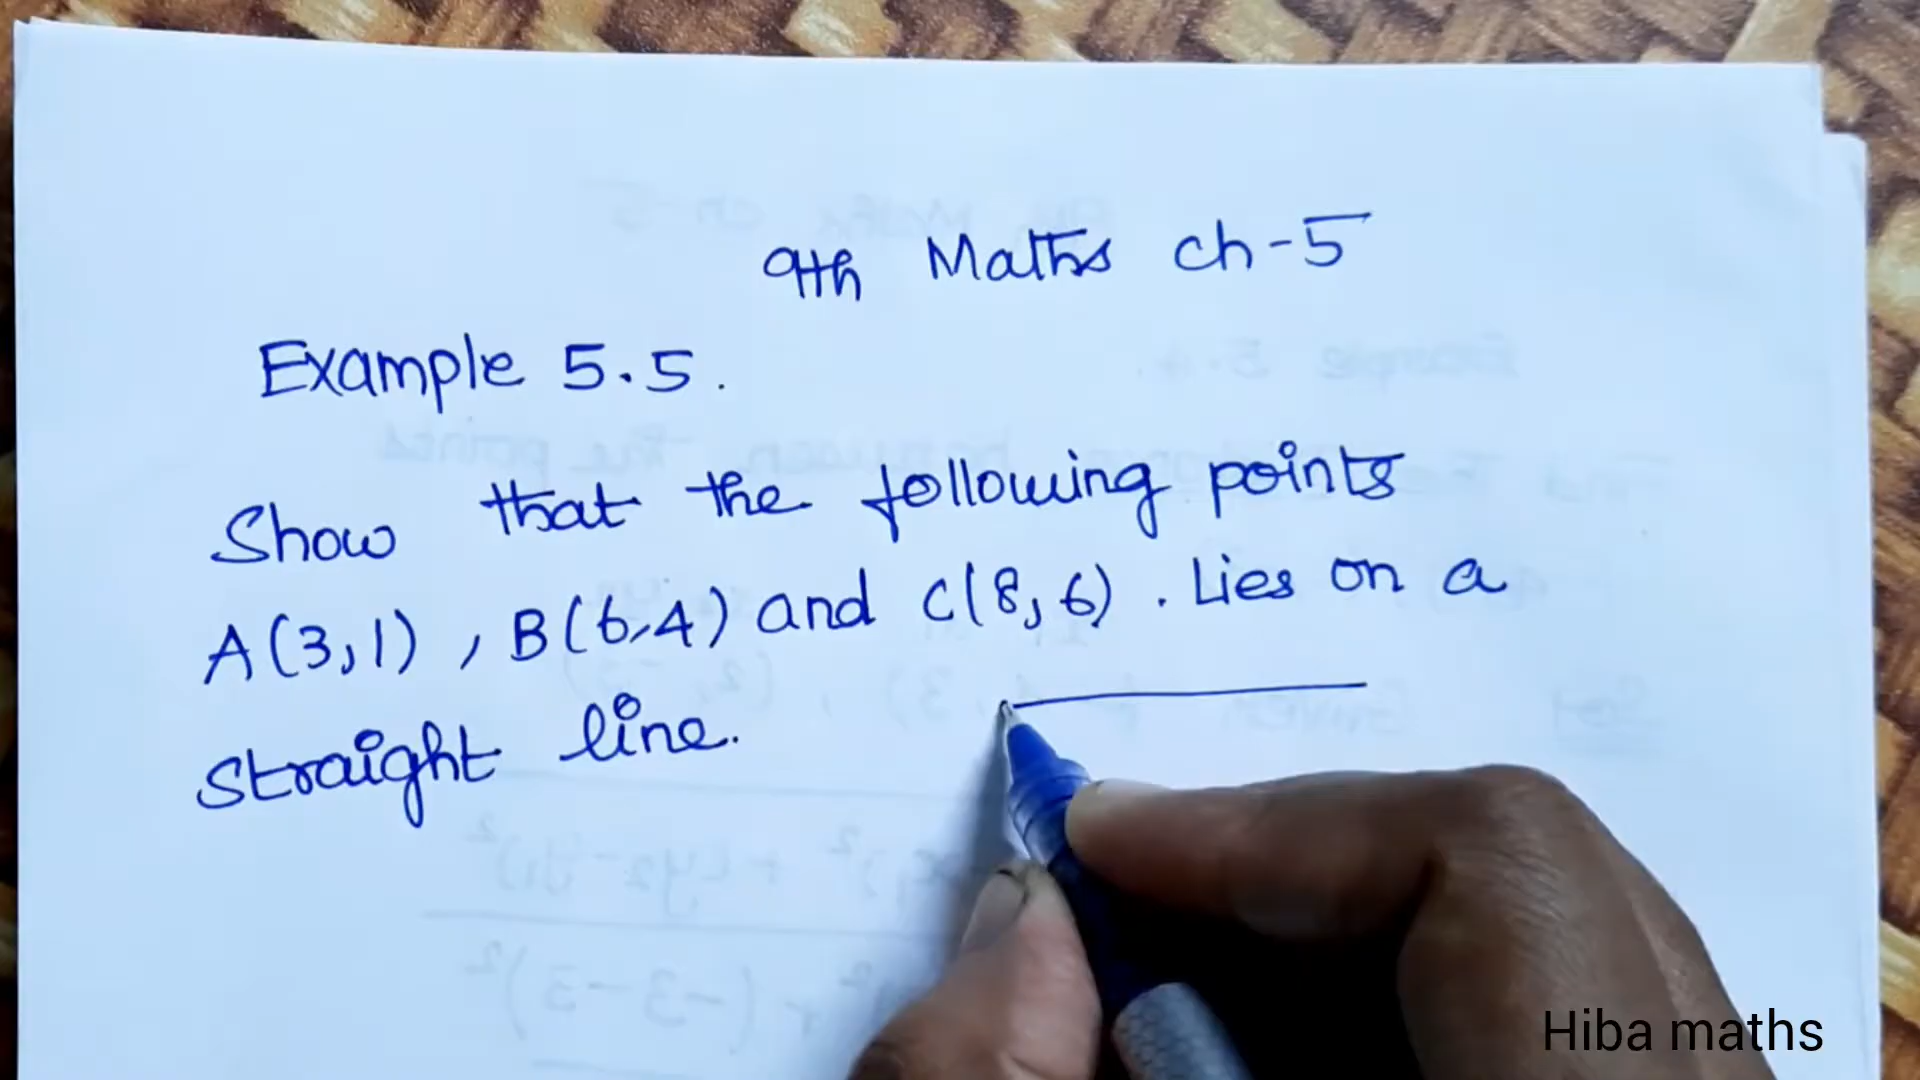 9th Maths ch-5
Example 5.5.
Show that the following points
A(3,1), B(6,4) and C(8,6). Lies on a
straight line.
Hiba maths